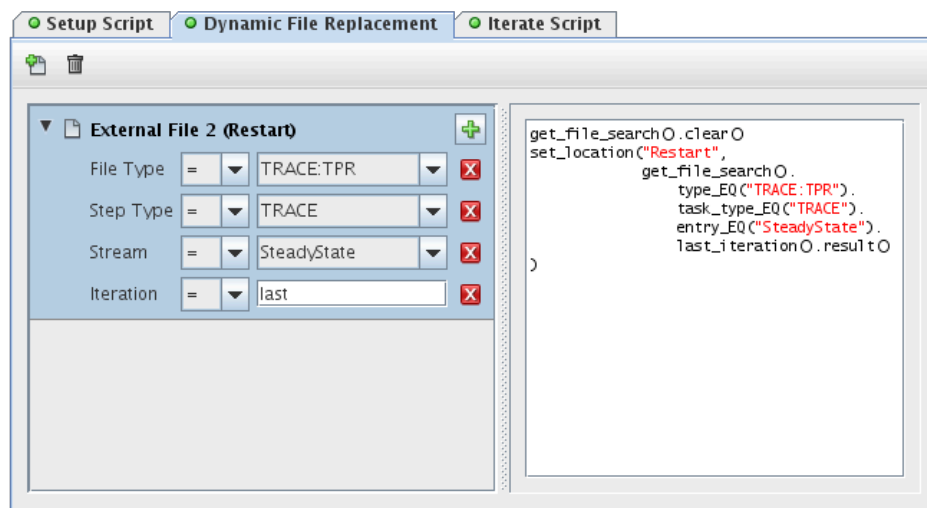 Setup Script Dynamic File Replacement Iterate Script
External File 2 (Restart)
File Type = TRACE:TPR
Step Type = TRACE
Stream = SteadyState
Iteration = last
get_file_search().clear()
set_location("Restart",
get_file_search().
type_EQ("TRACE:TPR").
task_type_EQ("TRACE").
entry_EQ("SteadyState").
last_iteration().result()
)